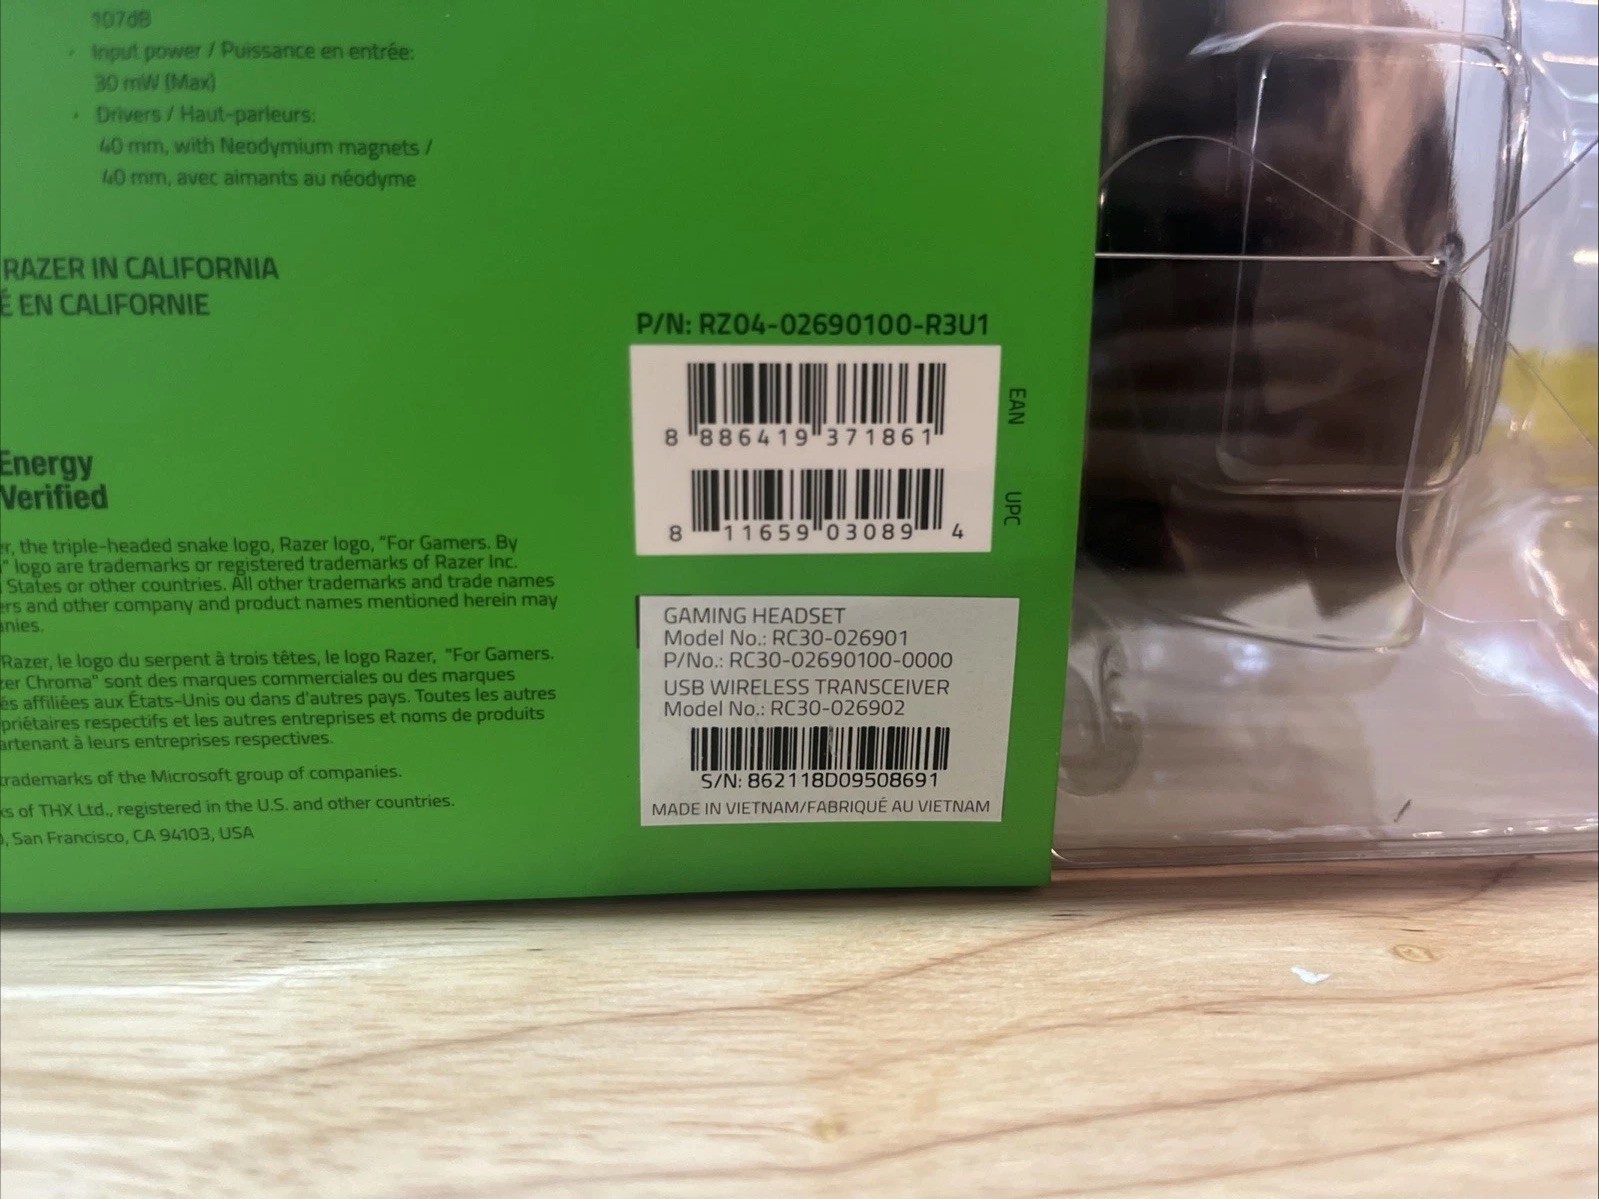 107dB
· Input power / Puissance en entrée:
30 mW (Max)
· Drivers / Haut-parleurs:
40 mm, with Neodymium magnets /
40 mm, avec aimants au néodyme
RAZER IN CALIFORNIA
É EN CALIFORNIE
Energy
Verified
er, the triple-headed snake logo, Razer logo, "For Gamers. By
" logo are trademarks or registered trademarks of Razer Inc.
States or other countries. All other trademarks and trade names
ers and other company and product names mentioned herein may
anies.
Razer, le logo du serpent à trois têtes, le logo Razer, "For Gamers.
zer Chroma" sont des marques commerciales ou des marques
és affiliées aux États-Unis ou dans d'autres pays. Toutes les autres
priétaires respectifs et les autres entreprises et noms de produits
artenant à leurs entreprises respectives.
trademarks of the Microsoft group of companies.
ks of THX Ltd., registered in the U.S. and other countries.
, San Francisco, CA 94103, USA
P/N: RZ04-02690100-R3U1
8 886419 371861
EAN
8 11659 03089 4
UPC
GAMING HEADSET
Model No.: RC30-026901
P/No.: RC30-02690100-0000
USB WIRELESS TRANSCEIVER
Model No.: RC30-026902
S/N: 862118D09508691
MADE IN VIETNAM/FABRIQUÉ AU VIETNAM